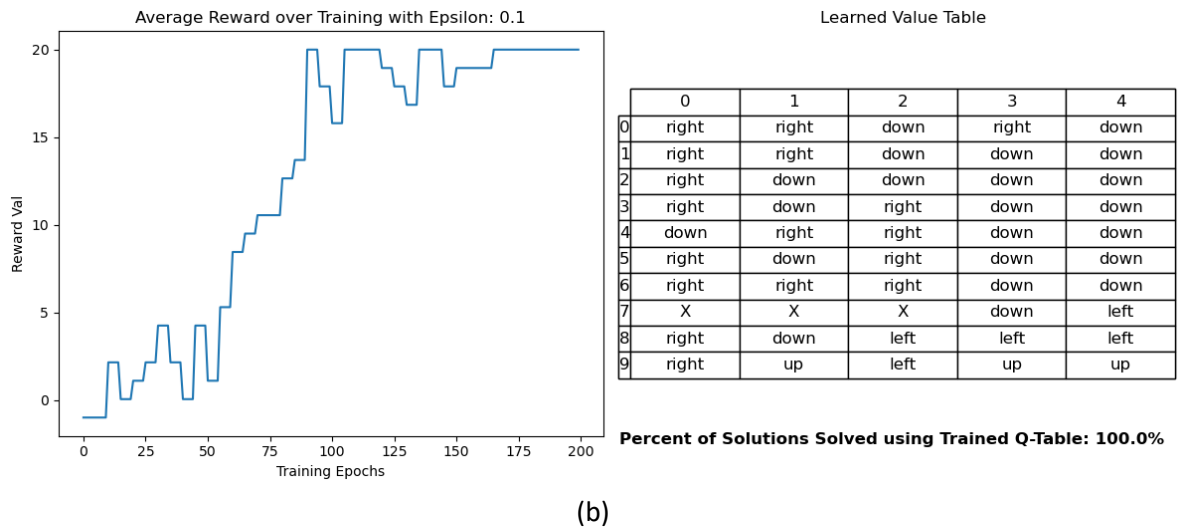 Average Reward over Training with Epsilon: 0.1
20
15
10
5
0
Reward Val
0 25 50 75 100 125 150 175 200
Training Epochs
Learned Value Table
0 1 2 3 4
0 right right down right down
1 right right down down down
2 right down down down down
3 right down right down down
4 down right right down down
5 right down right down down
6 right right right down down
7 X X X down left
8 right down left left left
9 right up left up up
Percent of Solutions Solved using Trained Q-Table: 100.0%
(b)